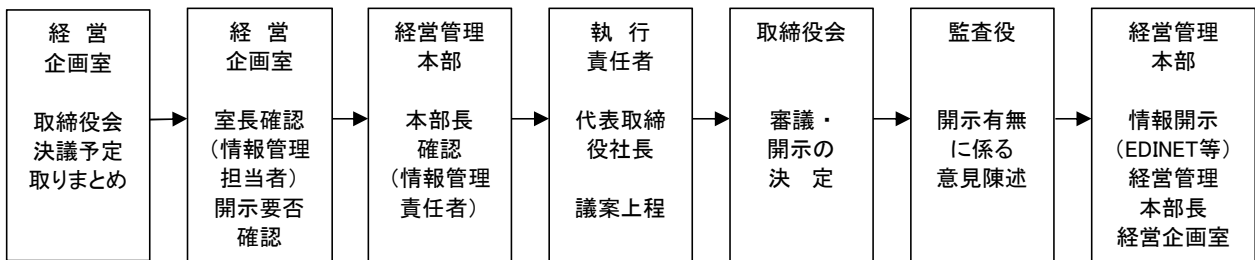 経 営
企画室
取締役会
決議予定
取りまとめ
経 営
企画室
室長確認
（情報管理
担当者）
開示要否
確認
経営管理
本部
本部長
確認
（情報管理
責任者）
執 行
責任者
代表取締
役社長
議案上程
取締役会
審議・
開示の
決 定
監査役
開示有無
に係る
意見陳述
経営管理
本部
情報開示
（EDINET等）
経営管理
本部長
経営企画室